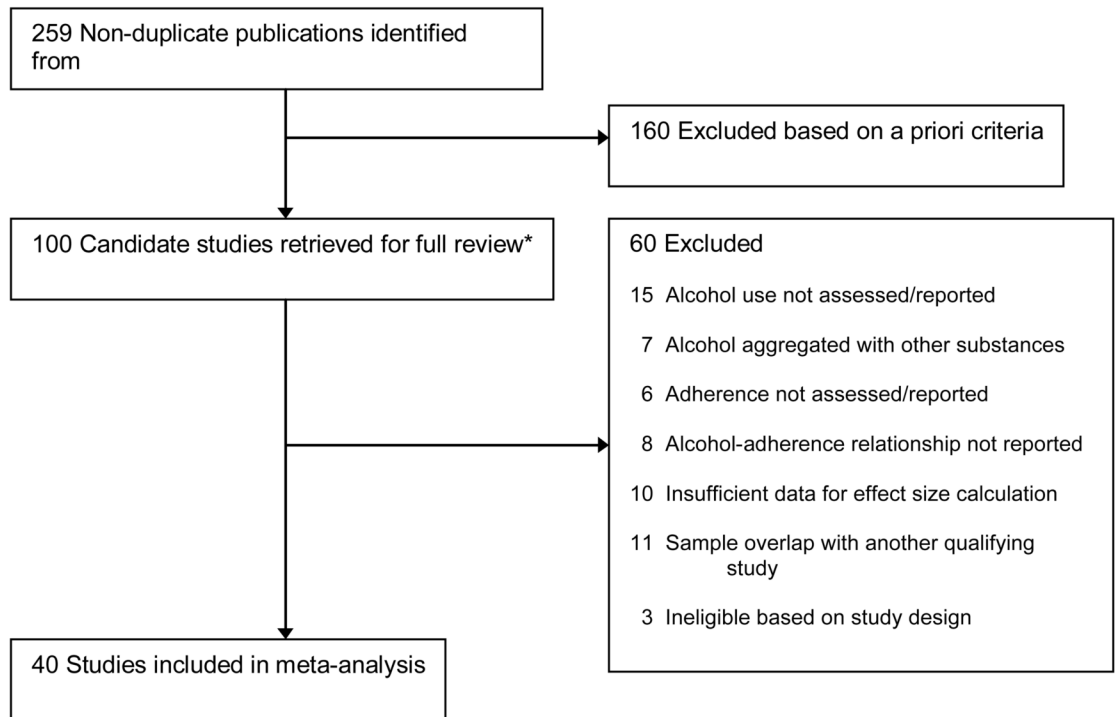 259 Non-duplicate publications identified
from
160 Excluded based on a priori criteria
100 Candidate studies retrieved for full review*
60 Excluded
15 Alcohol use not assessed/reported
7 Alcohol aggregated with other substances
6 Adherence not assessed/reported
8 Alcohol-adherence relationship not reported
10 Insufficient data for effect size calculation
11 Sample overlap with another qualifying
study
3 Ineligible based on study design
40 Studies included in meta-analysis